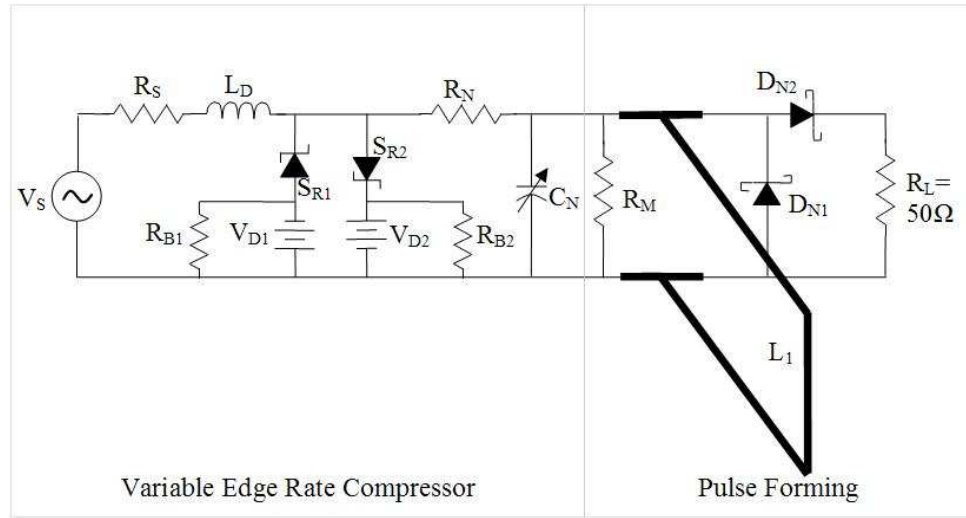 R_S
L_D
R_N
D_N2
S_R1
S_R2
V_S
C_N
R_M
D_N1
R_L=
50Ω
R_B1
V_D1
V_D2
R_B2
L_1
Variable Edge Rate Compressor
Pulse Forming